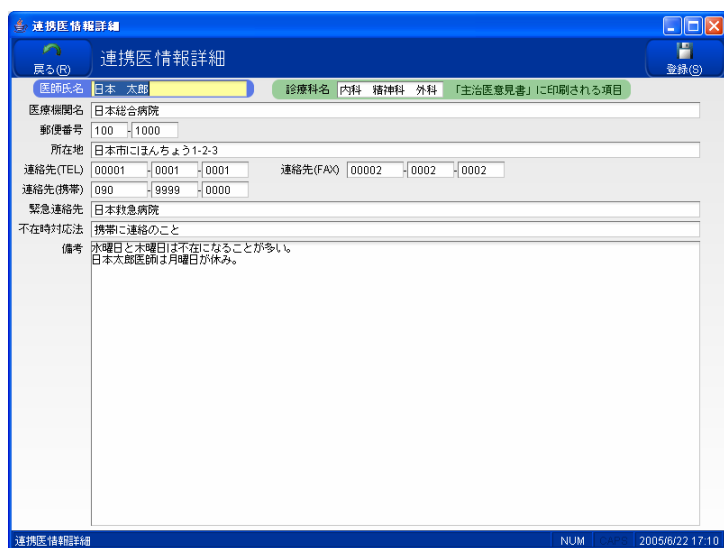 連携医情報詳細
戻る(R) 連携医情報詳細 登録(S)
医師氏名 日本 太郎 診療科名 内科 精神科 外科 「主治医意見書」に印刷される項目
医療機関名 日本総合病院
郵便番号 100 - 1000
所在地 日本市にほんちょう1-2-3
連絡先(TEL) 00001 - 0001 - 0001 連絡先(FAX) 00002 - 0002 - 0002
連絡先(携帯) 090 - 9999 - 0000
緊急連絡先 日本救急病院
不在時対応法 携帯に連絡のこと
備考 水曜日と木曜日は不在になることが多い。
日本太郎医師は月曜日が休み。
連携医情報詳細 NUM CAPS 2005/6/22 17:10